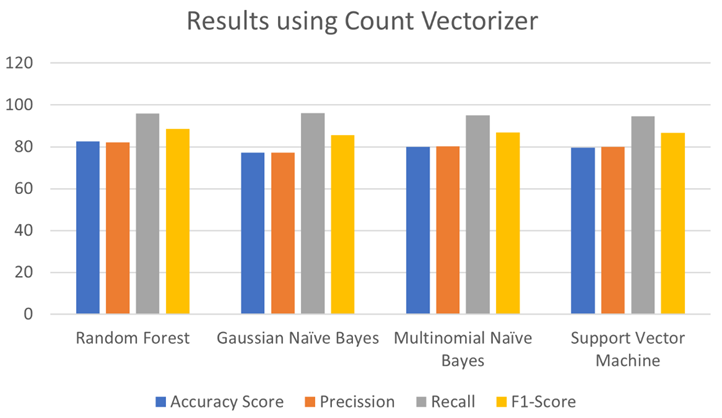 Results using Count Vectorizer
120
100
80
60
40
20
0
Random Forest
Gaussian Naïve Bayes
Multinomial Naïve
Bayes
Support Vector
Machine
Accuracy Score
Precission
Recall
F1-Score